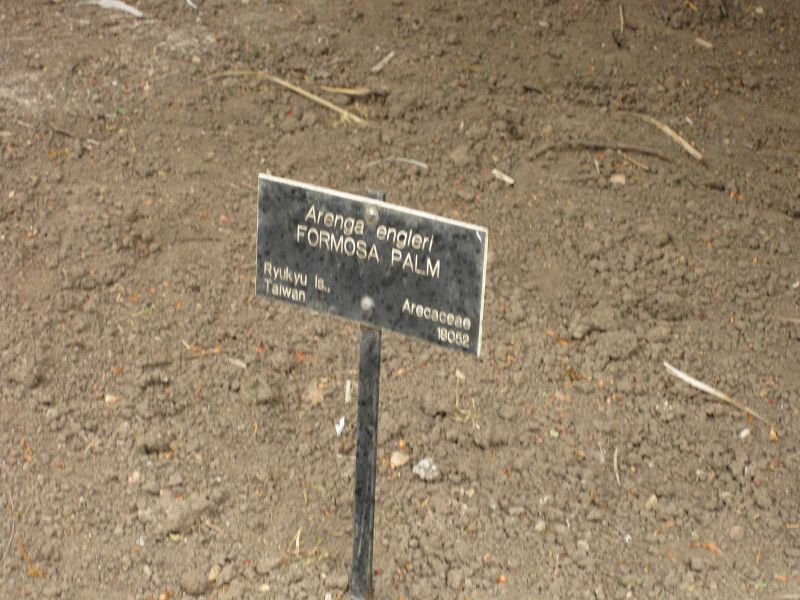 Arenga engleri
FORMOSA PALM
Ryukyu Is.,
Taiwan
Arecaceae
18052